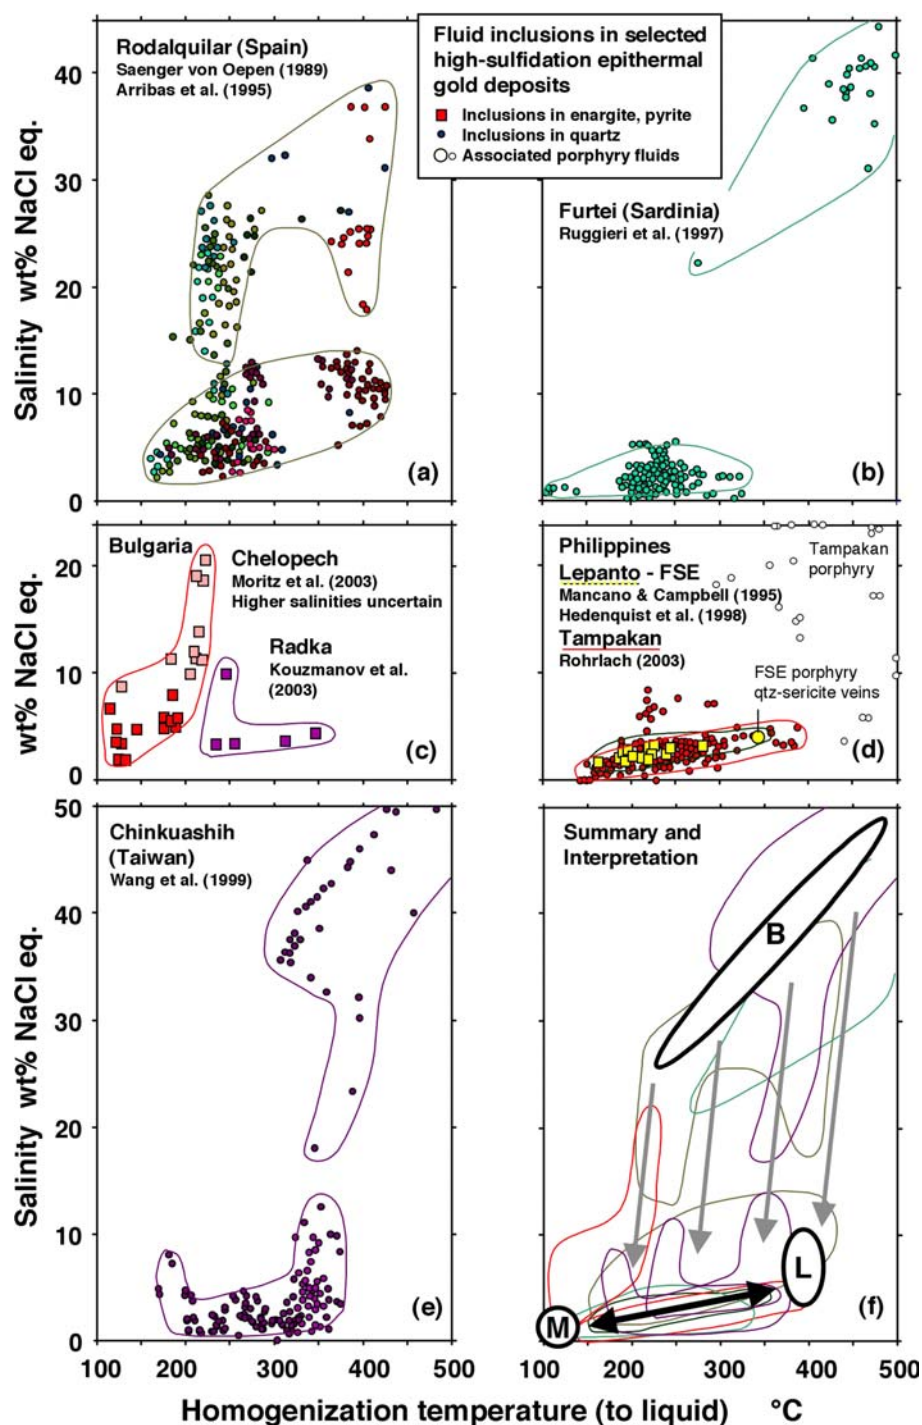 Rodalquilar (Spain)
Saenger von Oepen (1989)
Arribas et al. (1995)
Fluid inclusions in selected
high-sulfidation epithermal
gold deposits
Inclusions in enargite, pyrite
Inclusions in quartz
Associated porphyry fluids
Salinity wt% NaCl eq.
40
30
20
10
0
(a)
Furtei (Sardinia)
Ruggieri et al. (1997)
(b)
wt% NaCl eq.
20
10
0
Bulgaria
Chelopech
Moritz et al. (2003)
Higher salinities uncertain
Radka
Kouzmanov et al.
(2003)
(c)
Philippines
Lepanto - FSE
Mancano & Campbell (1995)
Hedenquist et al. (1998)
Tampakan
Rohrlach (2003)
Tampakan
porphyry
FSE porphyry
qtz-sericite veins
(d)
Salinity wt% NaCl eq.
50
40
30
20
10
0
Chinkuashih
(Taiwan)
Wang et al. (1999)
(e)
100 200 300 400 500
Summary and
Interpretation
B
L
M
(f)
100 200 300 400 500
Homogenization temperature (to liquid) °C